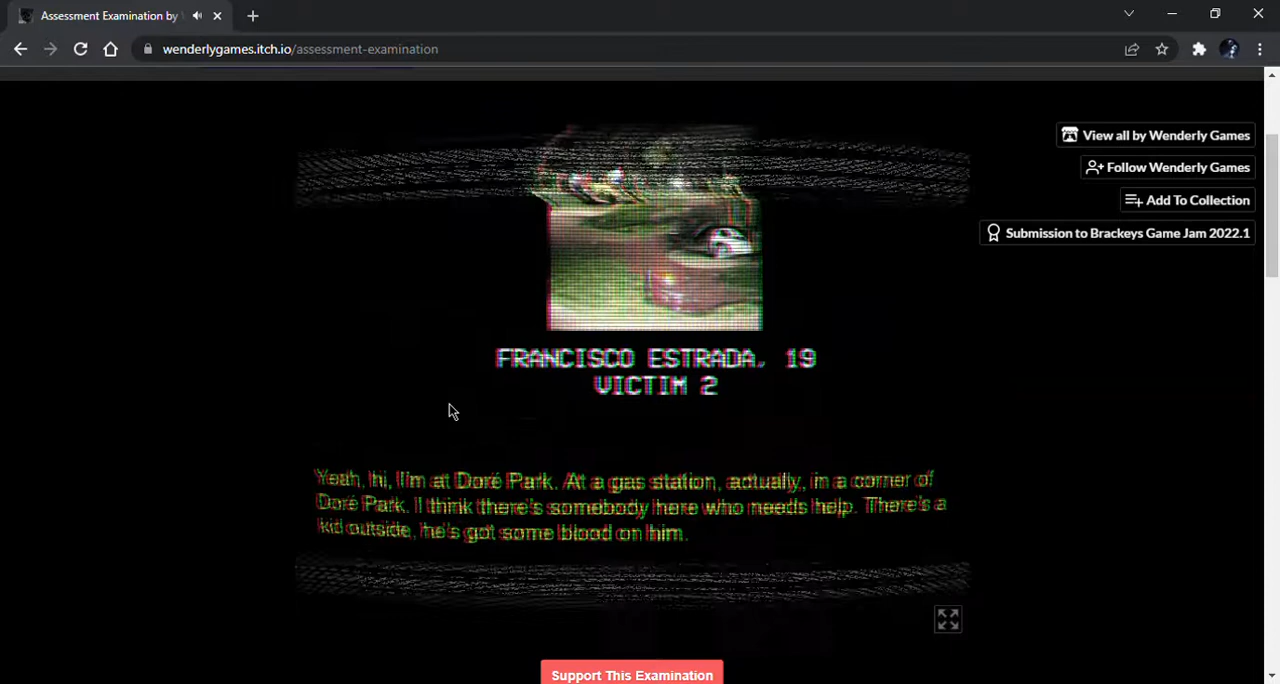 Assessment Examination by
wenderlygames.itch.io/assessment-examination
View all by Wenderly Games
Follow Wenderly Games
Add To Collection
Submission to Brackeys Game Jam 2022.1
FRANCISCO ESTRADA, 19
VICTIM 2
Yeah, hi, I'm at Doré Park. At a gas station, actually, in a corner of
Doré Park. I think there's somebody here who needs help. There's a
kid outside, he's got some blood on him.
Support This Examination